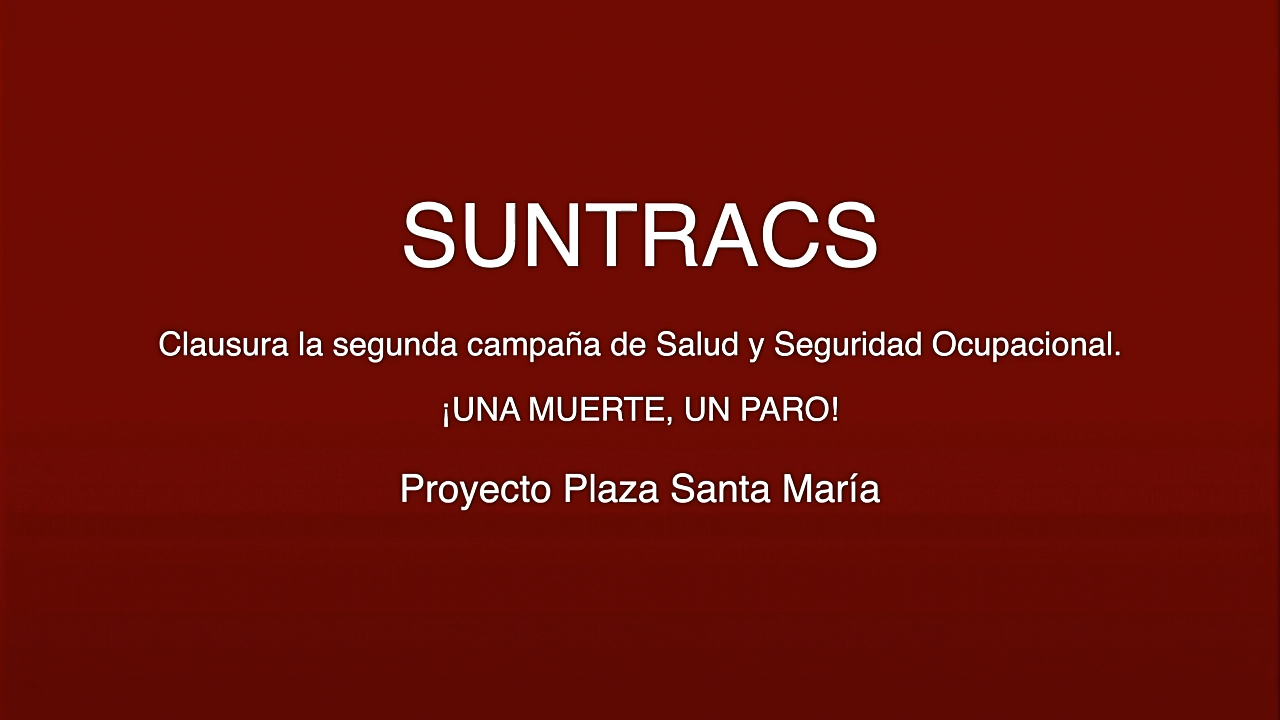 SUNTRACS
Clausura la segunda campaña de Salud y Seguridad Ocupacional.
¡UNA MUERTE, UN PARO!
Proyecto Plaza Santa María